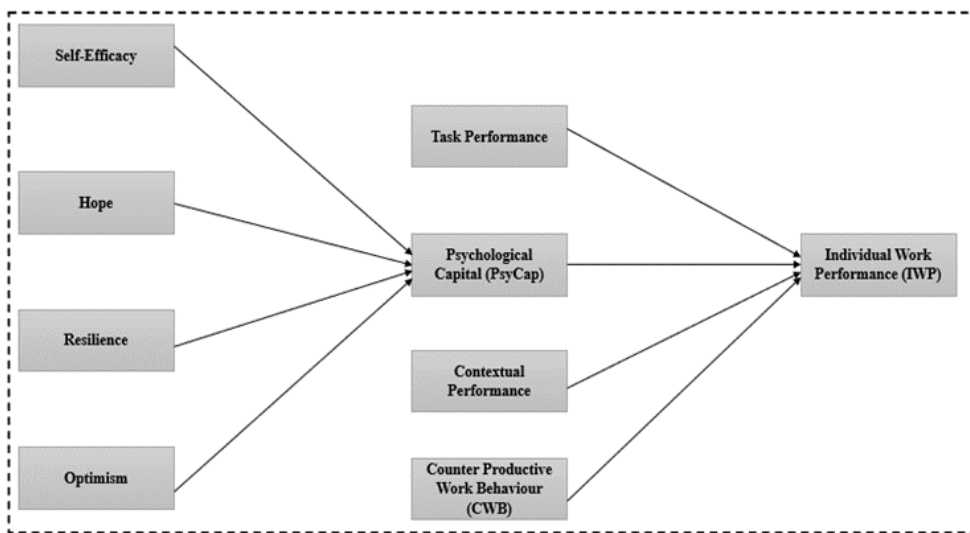 Self-Efficacy
Hope
Resilience
Optimism
Task Performance
Psychological
Capital (PsyCap)
Contextual
Performance
Counter Productive
Work Behaviour
(CWB)
Individual Work
Performance (IWP)